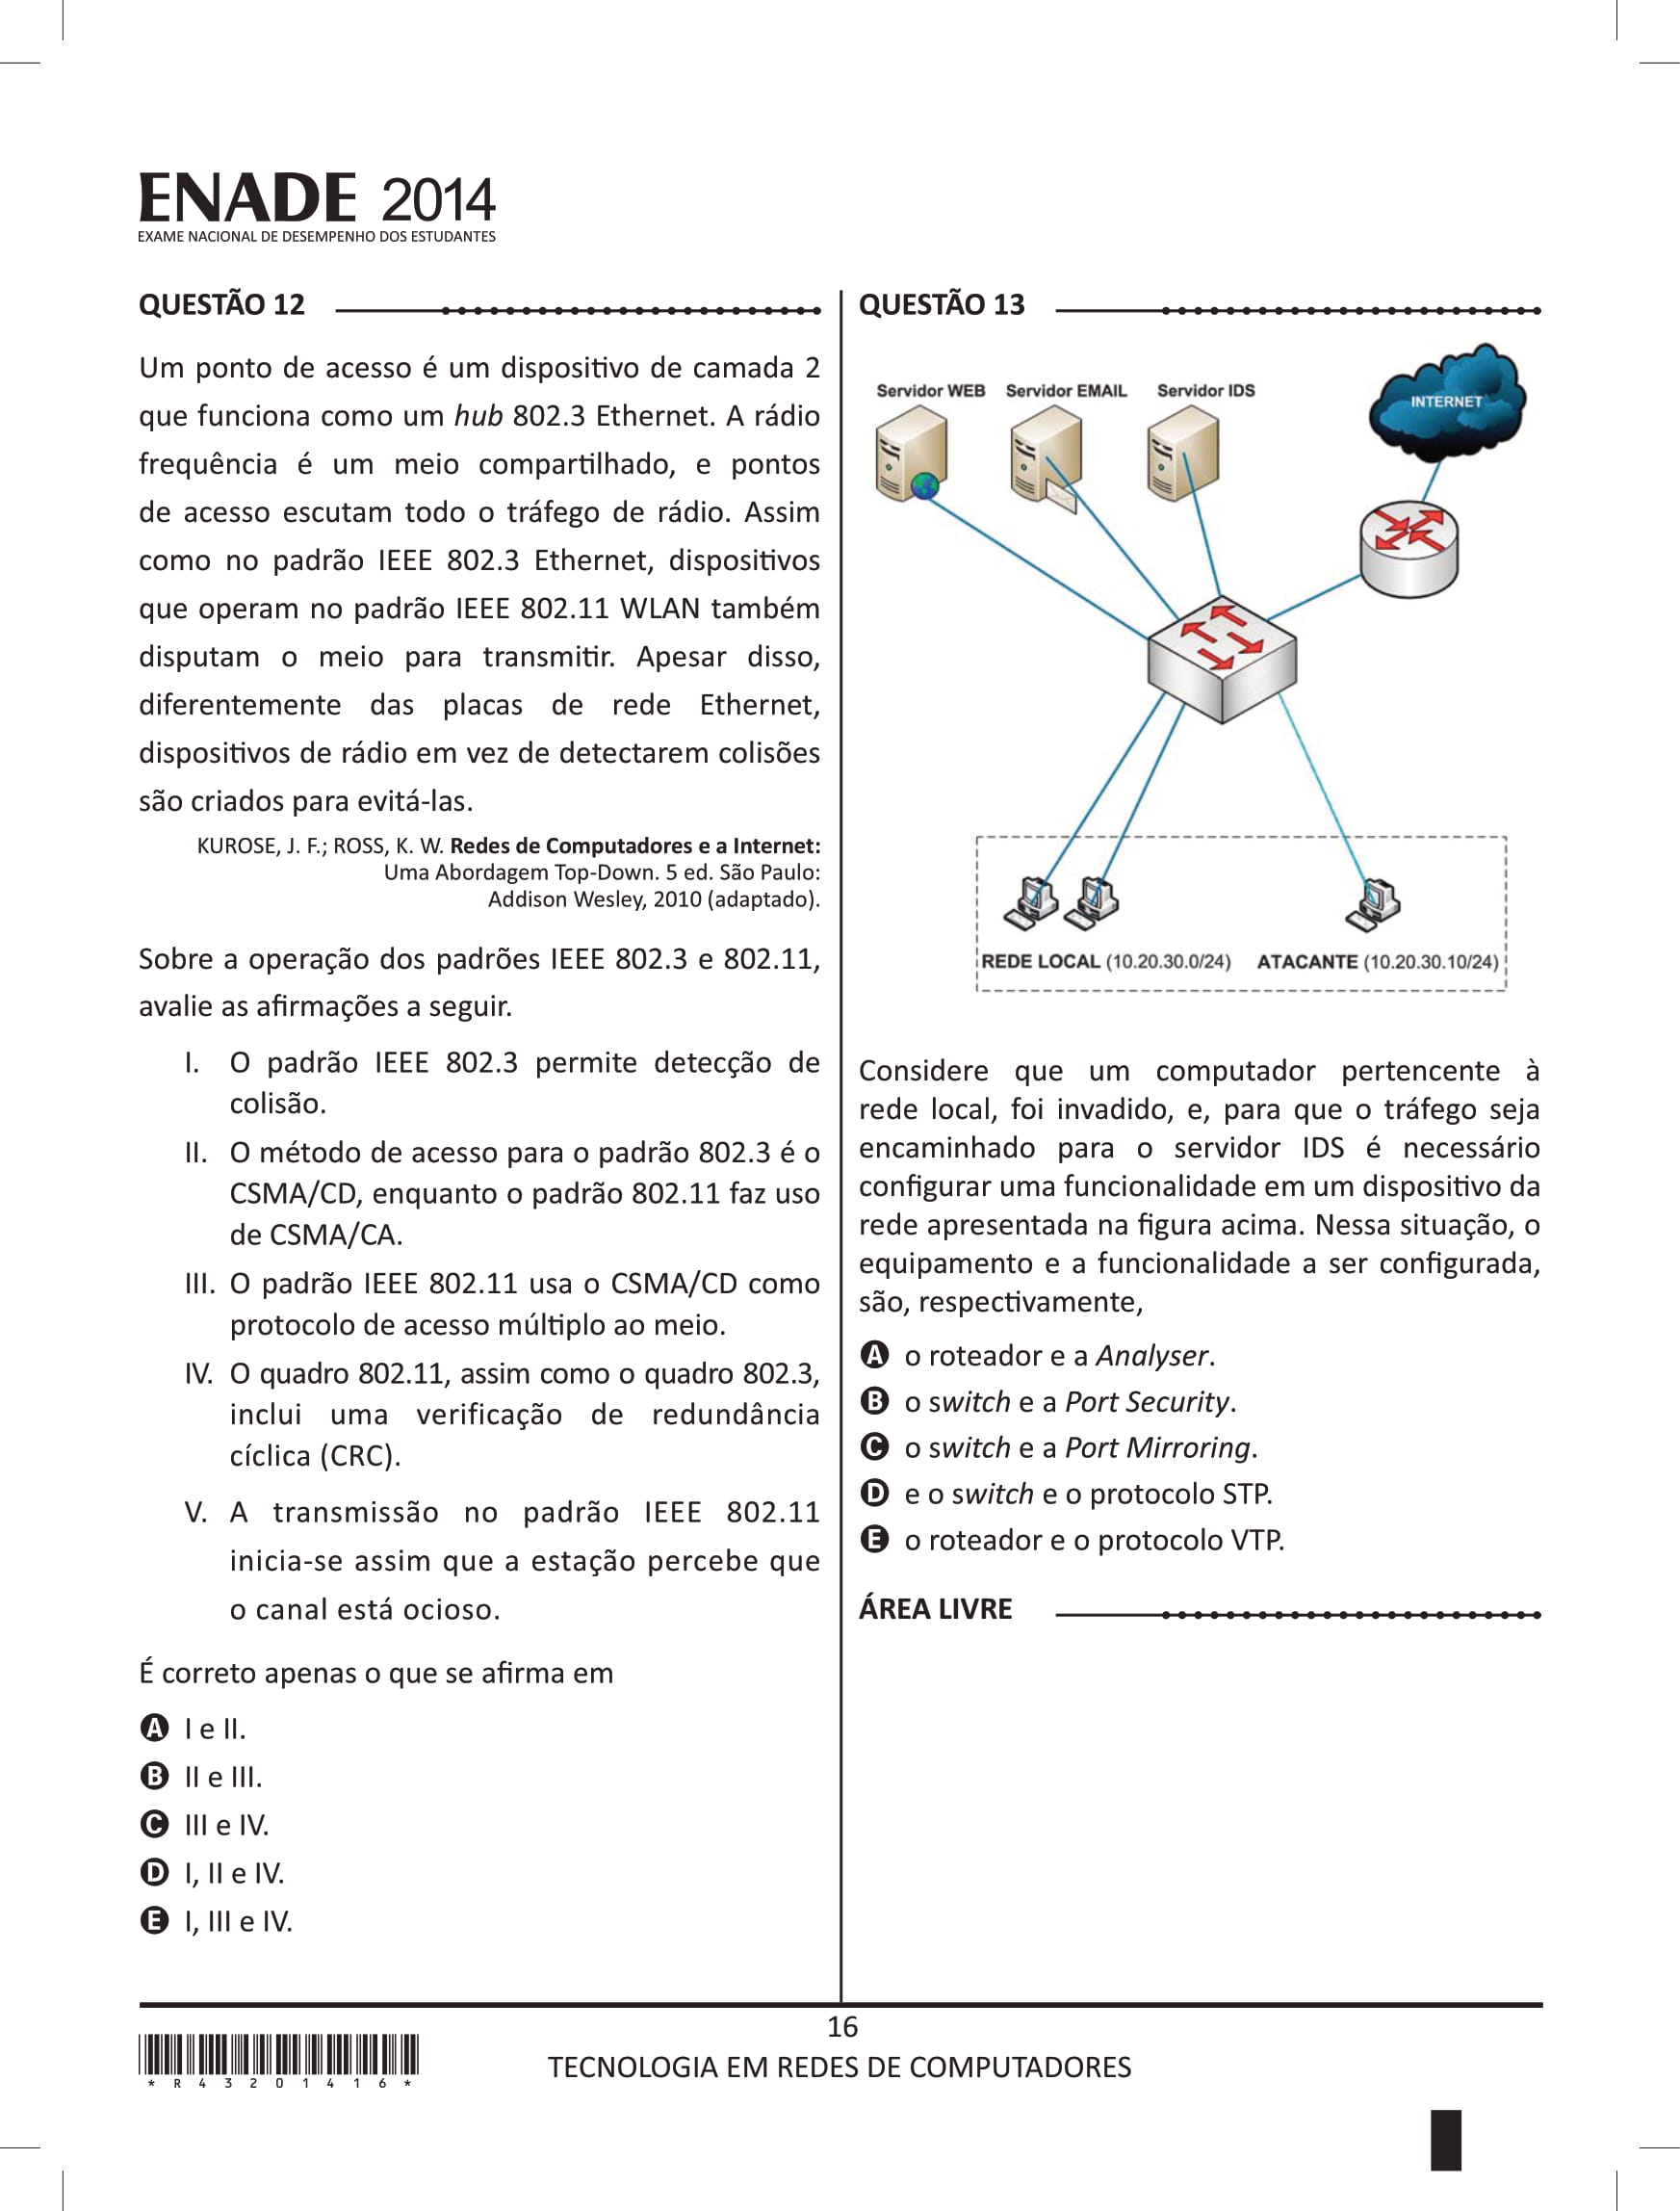 ENADE 2014
EXAME NACIONAL DE DESEMPENHO DOS ESTUDANTES
QUESTÃO 12
Um ponto de acesso é um dispositivo de camada 2
que funciona como um hub 802.3 Ethernet. A rádio
frequência é um meio compartilhado, e pontos
de acesso escutam todo o tráfego de rádio. Assim
como no padrão IEEE 802.3 Ethernet, dispositivos
que operam no padrão IEEE 802.11 WLAN também
disputam o meio para transmitir. Apesar disso,
diferentemente das placas de rede Ethernet,
dispositivos de rádio em vez de detectarem colisões
são criados para evitá-las.
KUROSE, J. F.; ROSS, K. W. Redes de Computadores e a Internet:
Uma Abordagem Top-Down. 5 ed. São Paulo:
Addison Wesley, 2010 (adaptado).
Sobre a operação dos padrões IEEE 802.3 e 802.11,
avalie as afirmações a seguir.
I. O padrão IEEE 802.3 permite detecção de
colisão.
II. O método de acesso para o padrão 802.3 é o
CSMA/CD, enquanto o padrão 802.11 faz uso
de CSMA/CA.
III. O padrão IEEE 802.11 usa o CSMA/CD como
protocolo de acesso múltiplo ao meio.
IV. O quadro 802.11, assim como o quadro 802.3,
inclui uma verificação de redundância
cíclica (CRC).
V. A transmissão no padrão IEEE 802.11
inicia-se assim que a estação percebe que
o canal está ocioso.
É correto apenas o que se afirma em
A I e II.
B II e III.
C III e IV.
D I, II e IV.
E I, III e IV.
QUESTÃO 13
Servidor WEB Servidor EMAIL Servidor IDS
INTERNET
REDE LOCAL (10.20.30.0/24) ATACANTE (10.20.30.10/24)
Considere que um computador pertencente à
rede local, foi invadido, e, para que o tráfego seja
encaminhado para o servidor IDS é necessário
configurar uma funcionalidade em um dispositivo da
rede apresentada na figura acima. Nessa situação, o
equipamento e a funcionalidade a ser configurada,
são, respectivamente,
A o roteador e a Analyser.
B o switch e a Port Security.
C o switch e a Port Mirroring.
D e o switch e o protocolo STP.
E o roteador e o protocolo VTP.
ÁREA LIVRE
16
TECNOLOGIA EM REDES DE COMPUTADORES
* R 4 3 2 0 1 4 1 6 *